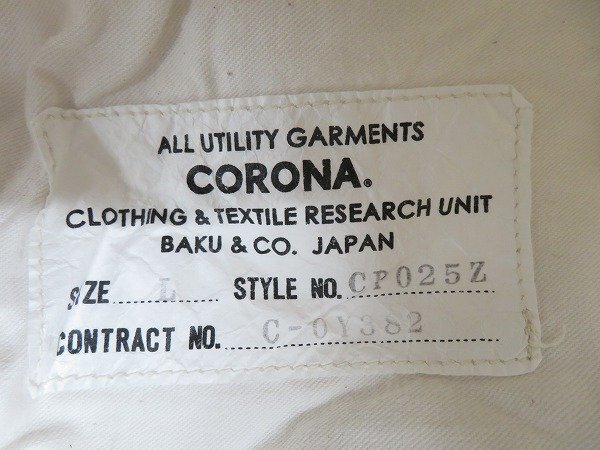 ALL UTILITY GARMENTS
CORONA.®
CLOTHING & TEXTILE RESEARCH UNIT
BAKU & CO. JAPAN
SIZE L STYLE NO. CP025Z
CONTRACT NO. C-0Y382